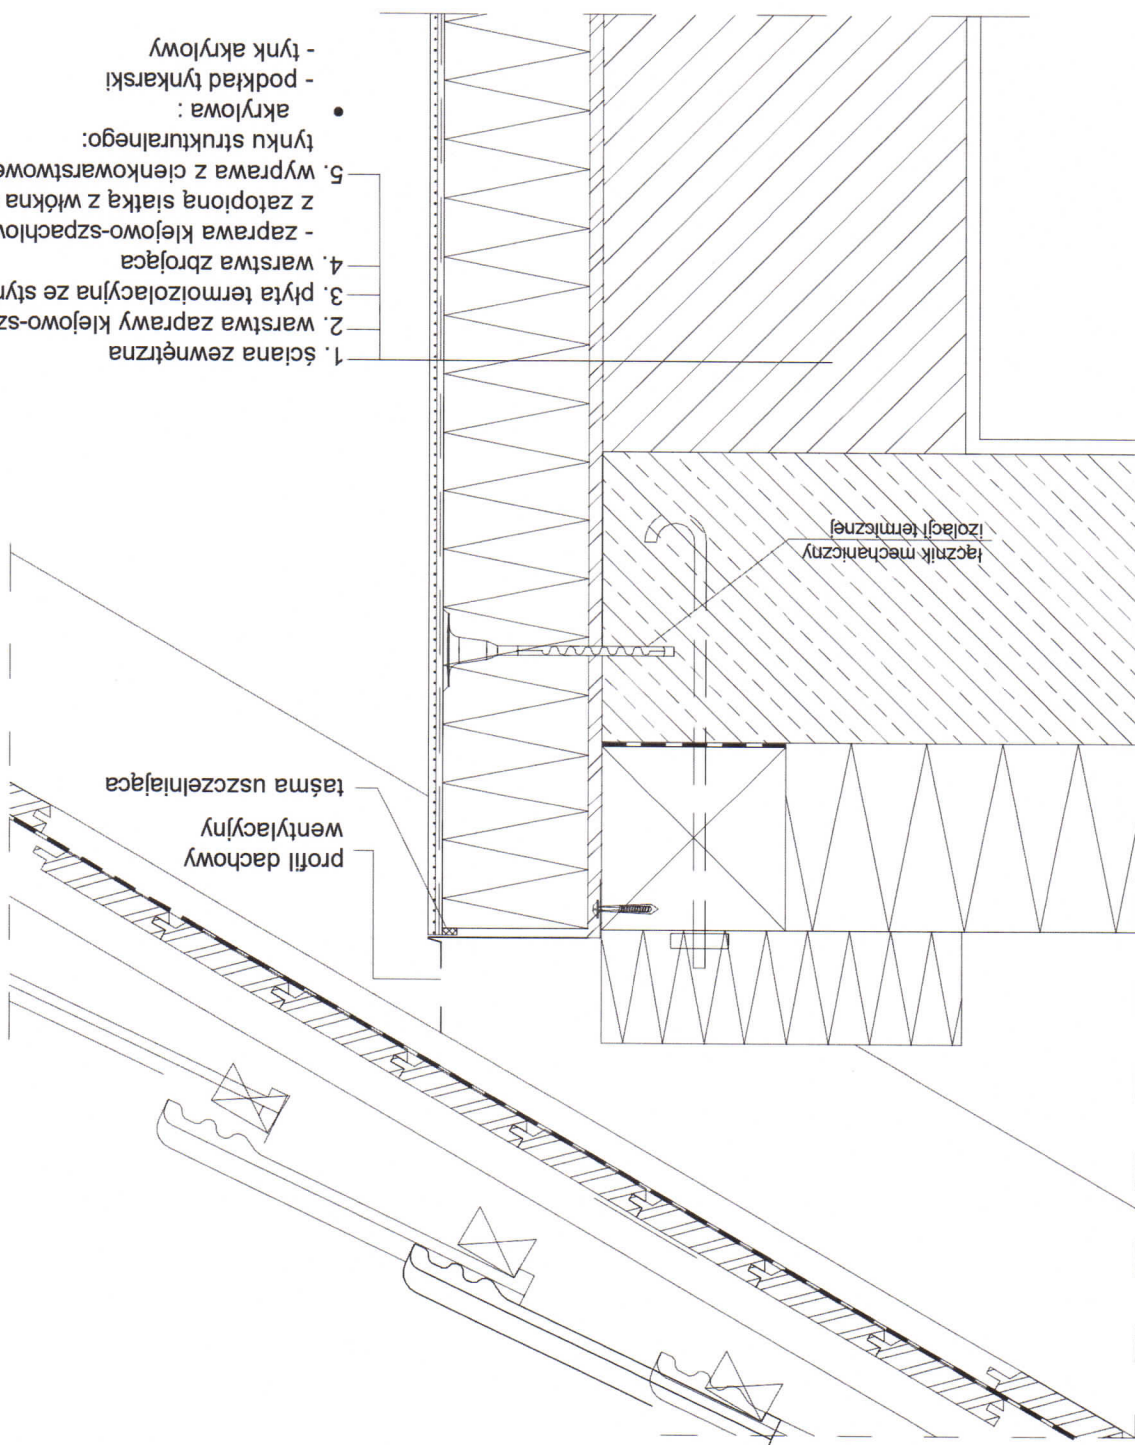 profil dachowy
wentylacyjny
taśma uszczelniająca
łącznik mechaniczny
izolacji termicznej
1. ściana zewnętrzna
2. warstwa zaprawy klejowo-sz
3. płyta termoizolacyjna ze styr
4. warstwa zbrojąca
- zaprawa klejowo-szpachlow
z zatopioną siatką z włókna
5. wyprawa z cienkowarstwowe
tynku strukturalnego:
• akrylowa :
- podkład tynkarski
- tynk akrylowy